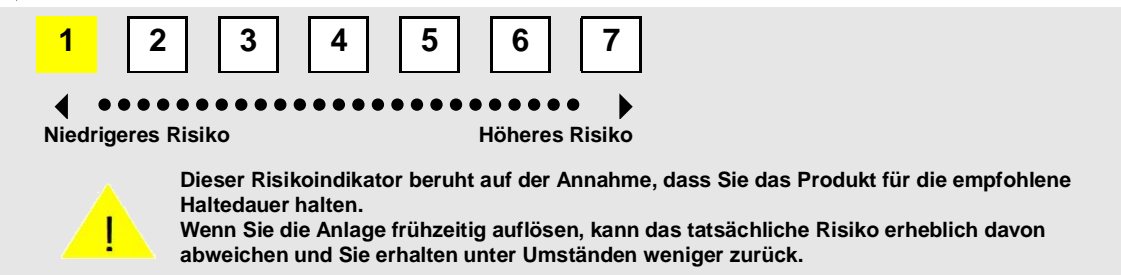 1 2 3 4 5 6 7
Niedrigeres Risiko Höheres Risiko
!
Dieser Risikoindikator beruht auf der Annahme, dass Sie das Produkt für die empfohlene
Haltedauer halten.
Wenn Sie die Anlage frühzeitig auflösen, kann das tatsächliche Risiko erheblich davon
abweichen und Sie erhalten unter Umständen weniger zurück.